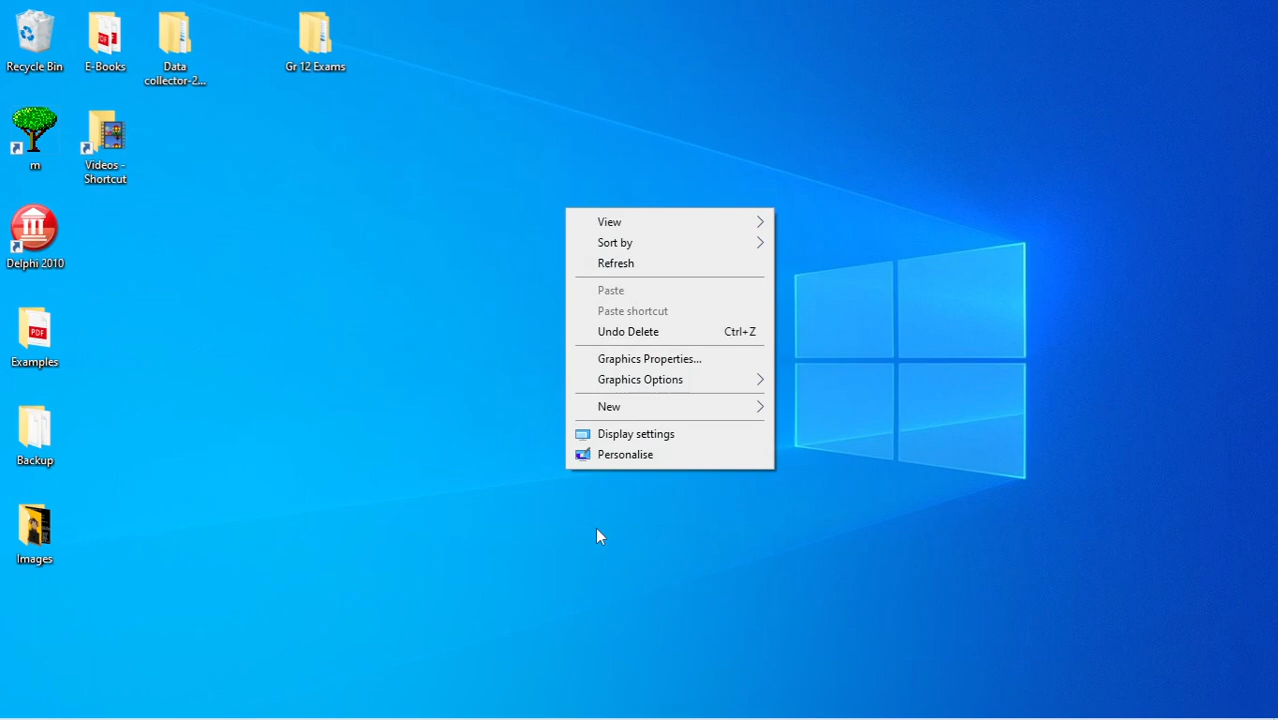 Recycle Bin
E-Books
Data
collector-2...
Gr 12 Exams
m
Videos -
Shortcut
Delphi 2010
Examples
Backup
Images
View
Sort by
Refresh
Paste
Paste shortcut
Undo Delete Ctrl+Z
Graphics Properties...
Graphics Options
New
Display settings
Personalise